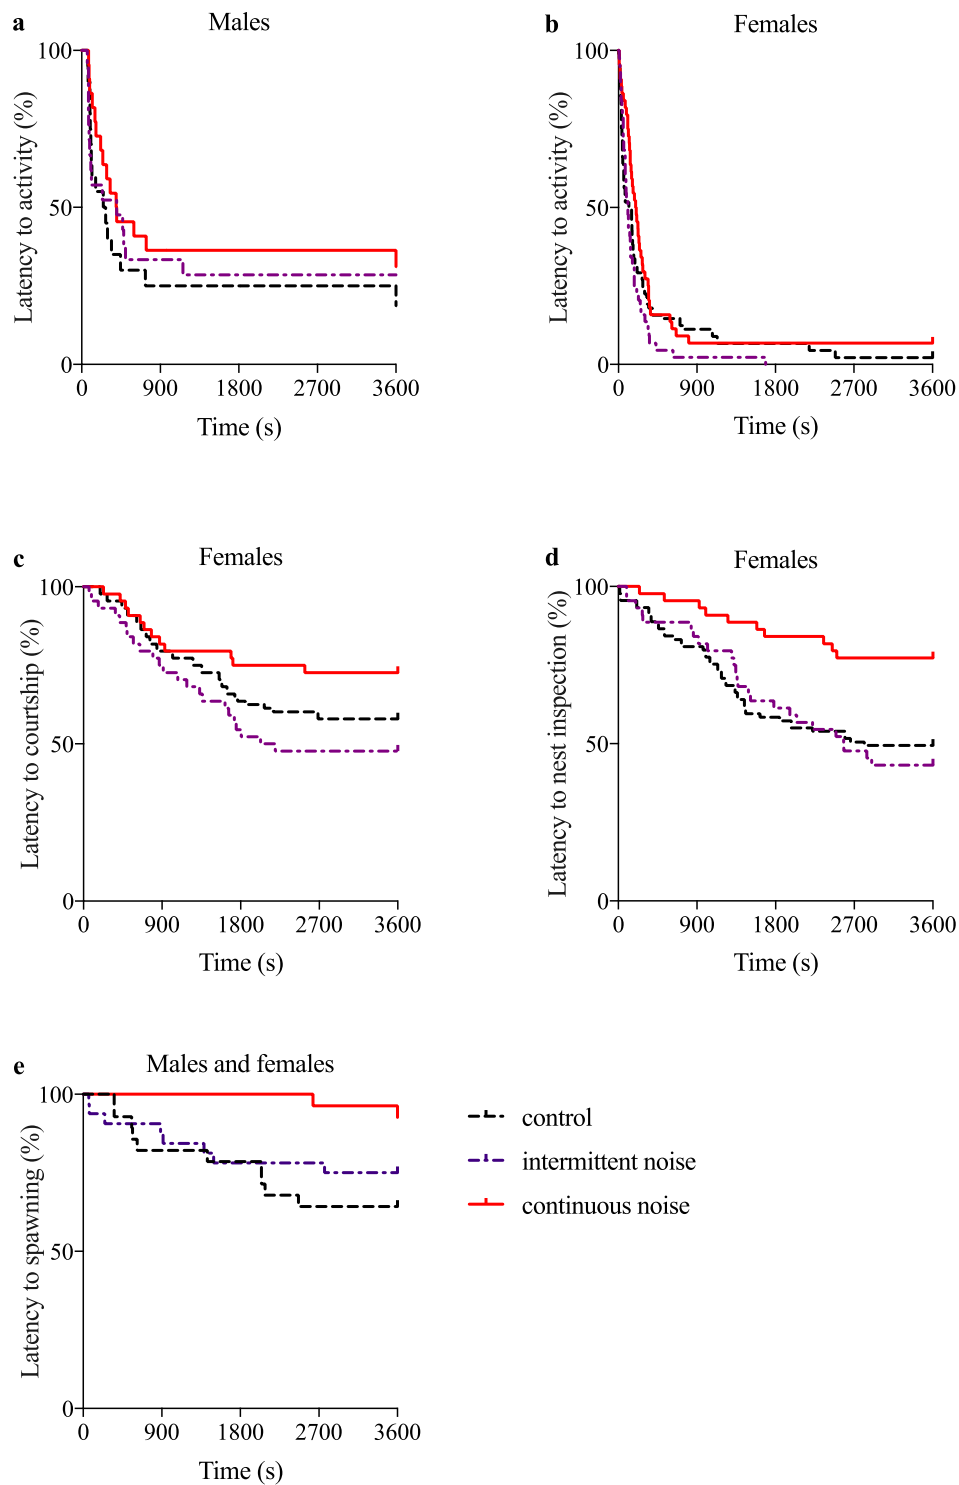 a
Males
Latency to activity (%)
100
50
0
0 900 1800 2700 3600
Time (s)
b
Females
Latency to activity (%)
100
50
0
0 900 1800 2700 3600
Time (s)
c
Females
Latency to courtship (%)
100
50
0
0 900 1800 2700 3600
Time (s)
d
Females
Latency to nest inspection (%)
100
50
0
0 900 1800 2700 3600
Time (s)
e
Males and females
Latency to spawning (%)
100
50
0
0 900 1800 2700 3600
Time (s)
control
intermittent noise
continuous noise